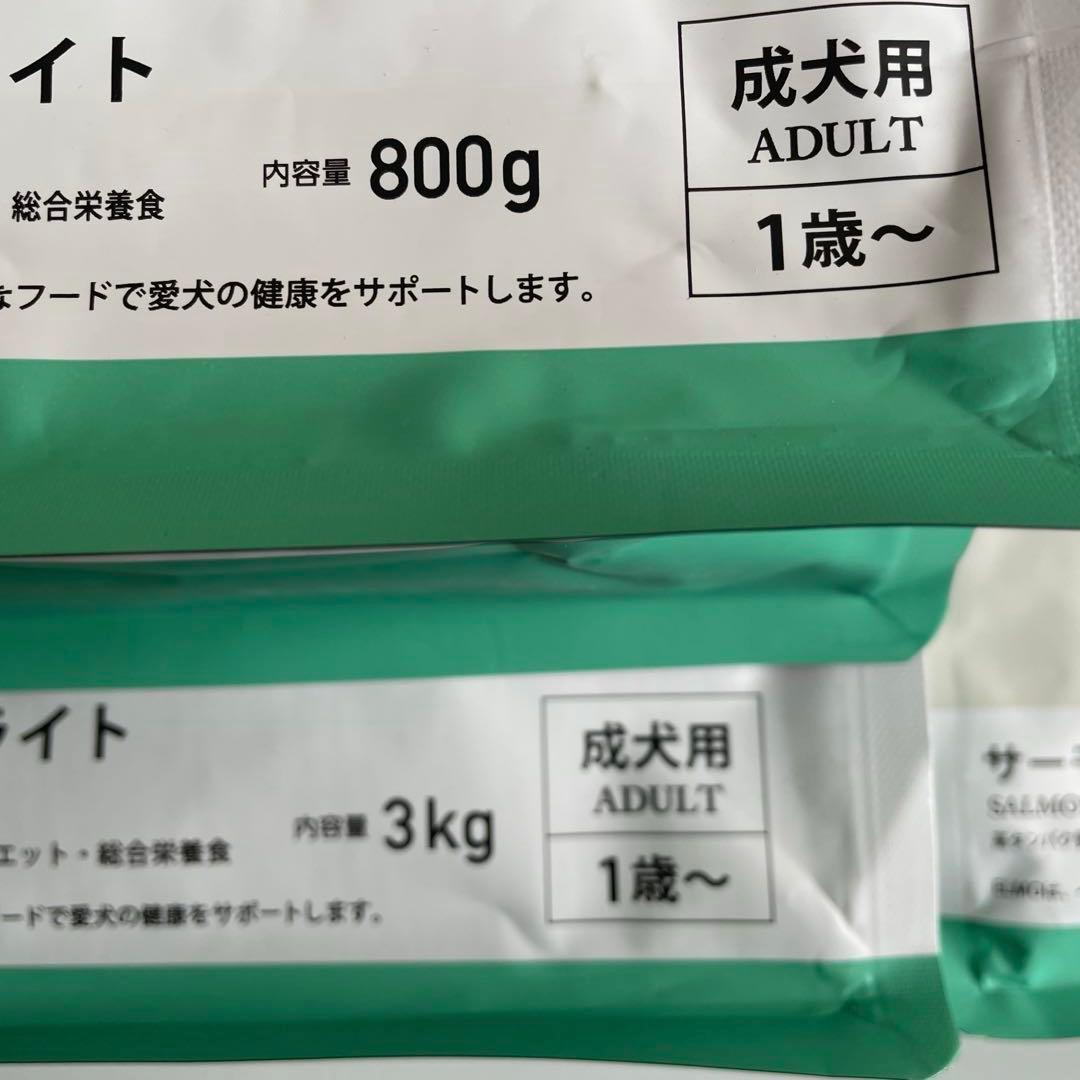 イト
成犬用
ADULT
内容量 800g
1歳〜
総合栄養食
なフードで愛犬の健康をサポートします。
ライト
成犬用
ADULT
内容量 3kg
1歳〜
エット・総合栄養食
ードで愛犬の健康をサポートします。
サー
SALMO